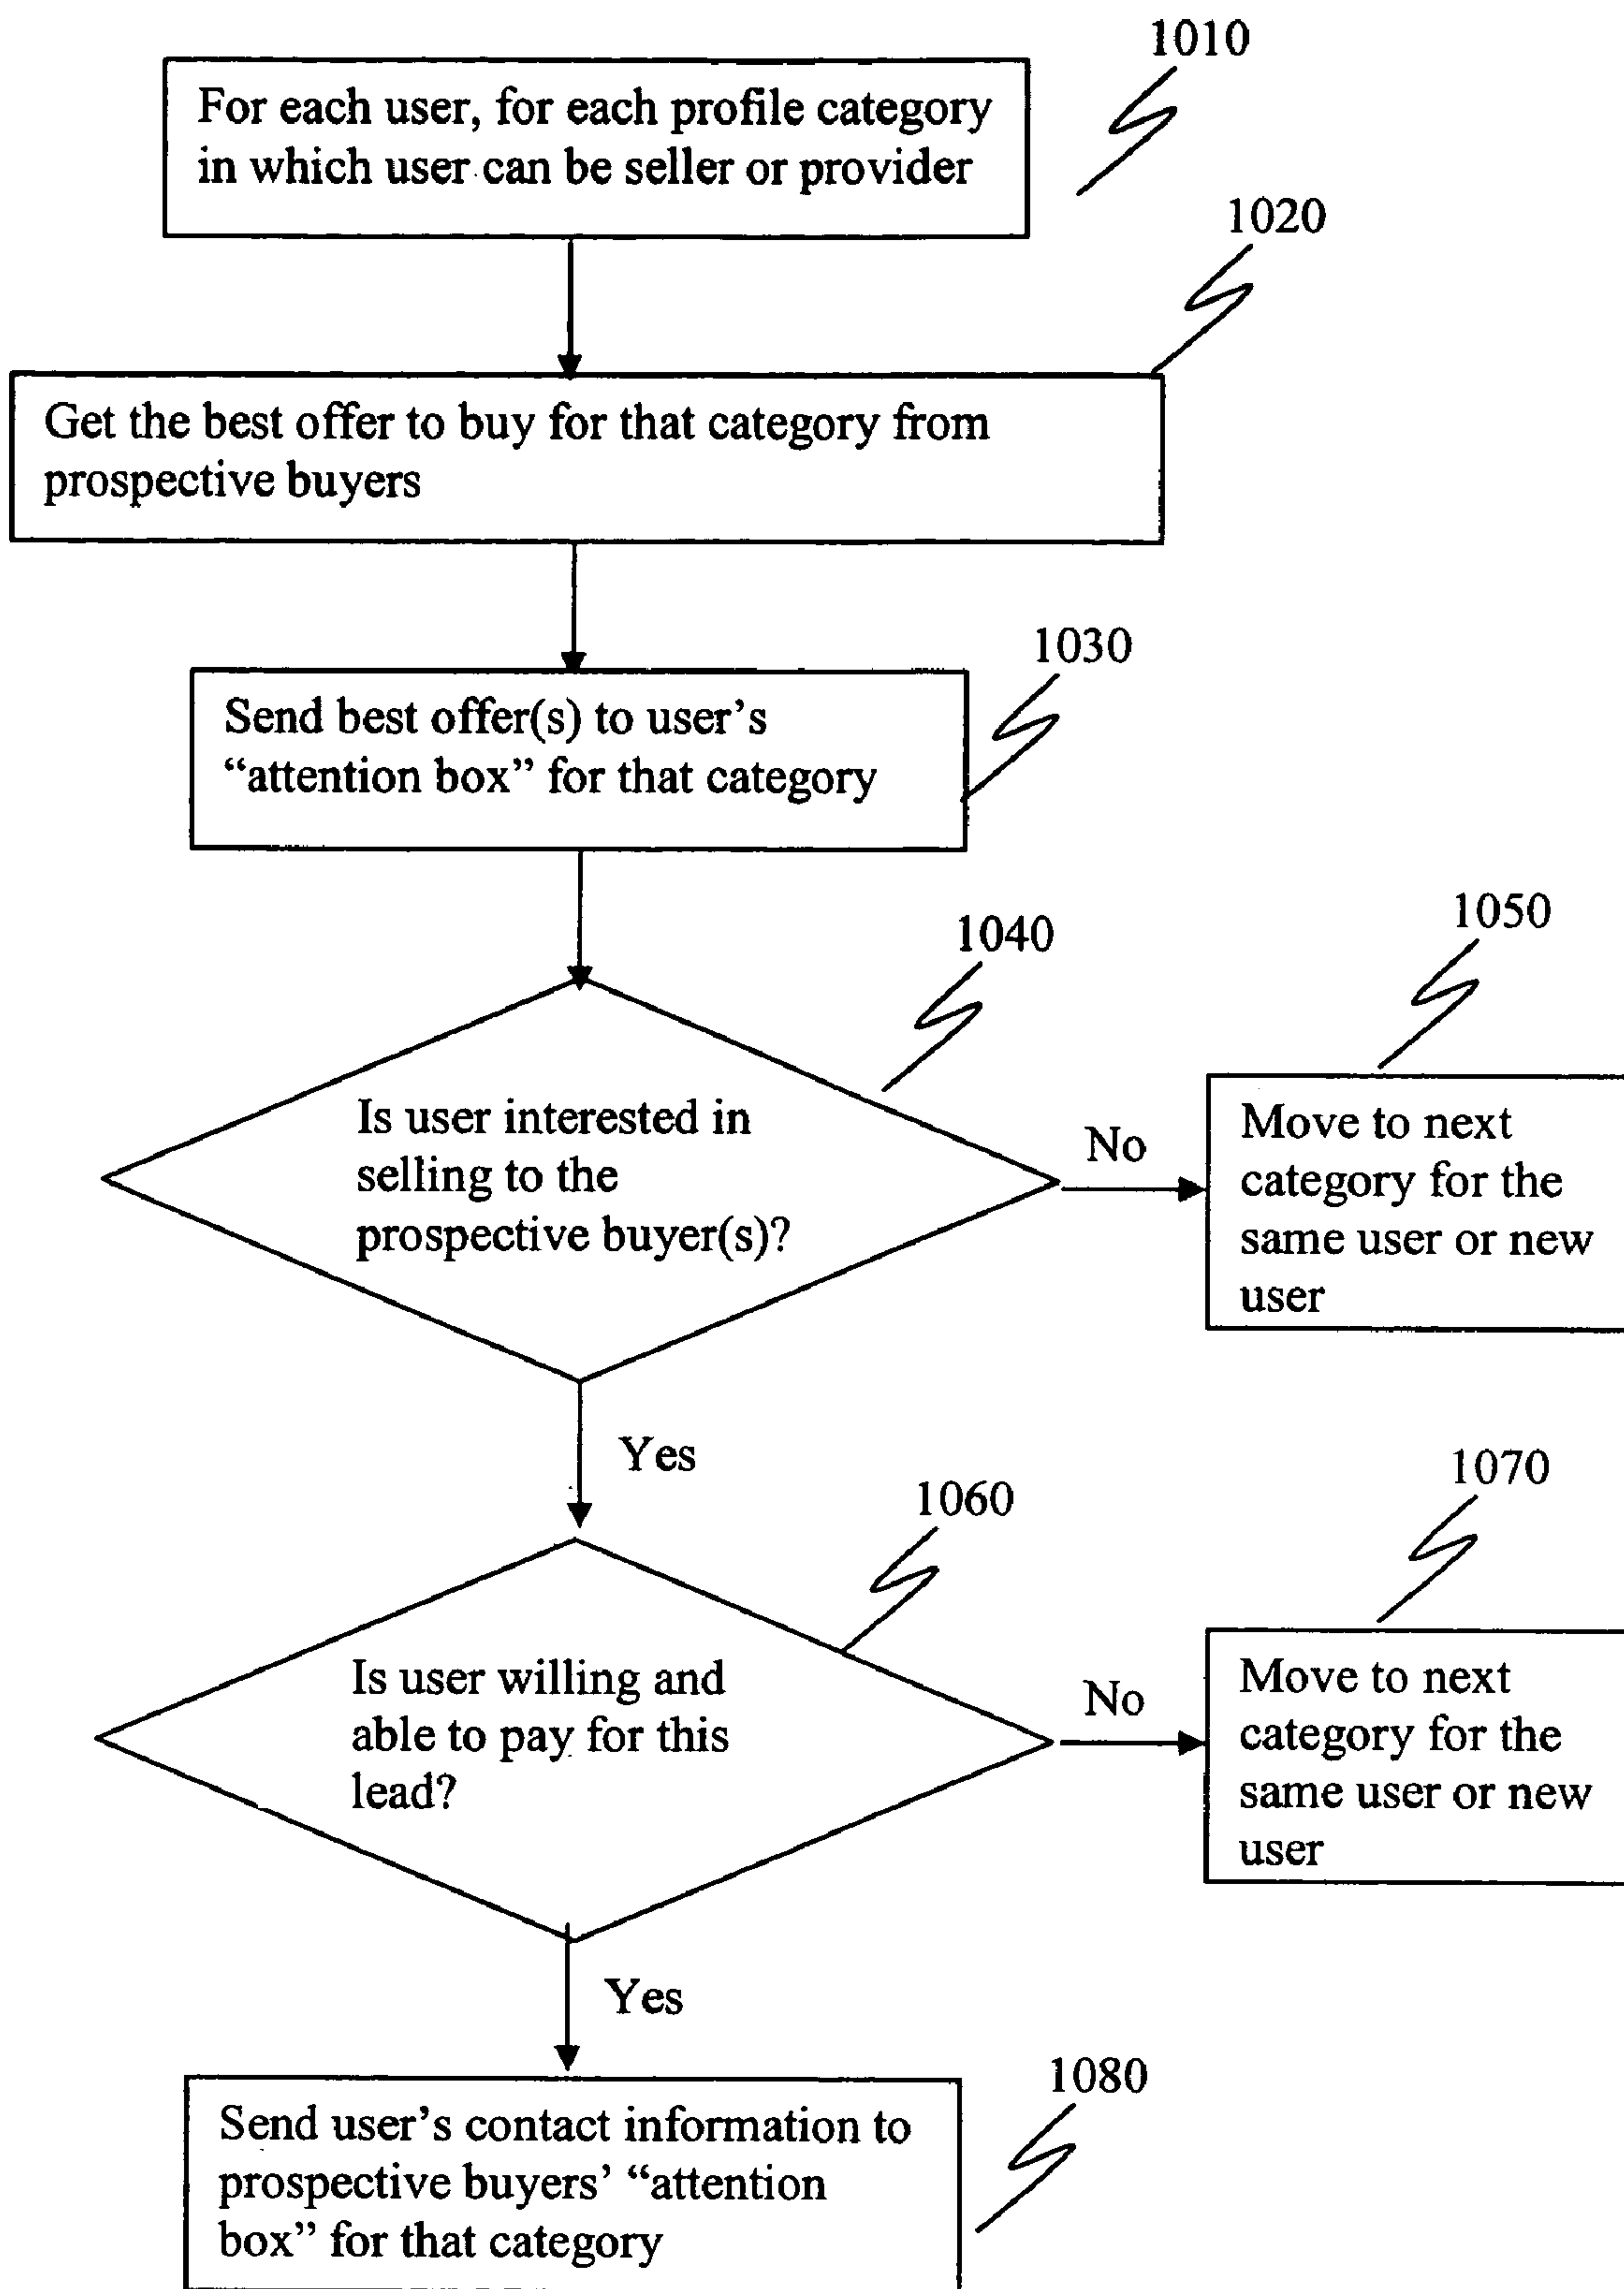 1010
For each user, for each profile category
in which user can be seller or provider
1020
Get the best offer to buy for that category from
prospective buyers
1030
Send best offer(s) to user’s
“attention box” for that category
1040
Is user interested in
selling to the
prospective buyer(s)?
No
1050
Move to next
category for the
same user or new
user
Yes
1060
Is user willing and
able to pay for this
lead?
No
1070
Move to next
category for the
same user or new
user
Yes
1080
Send user’s contact information to
prospective buyers’ “attention
box” for that category